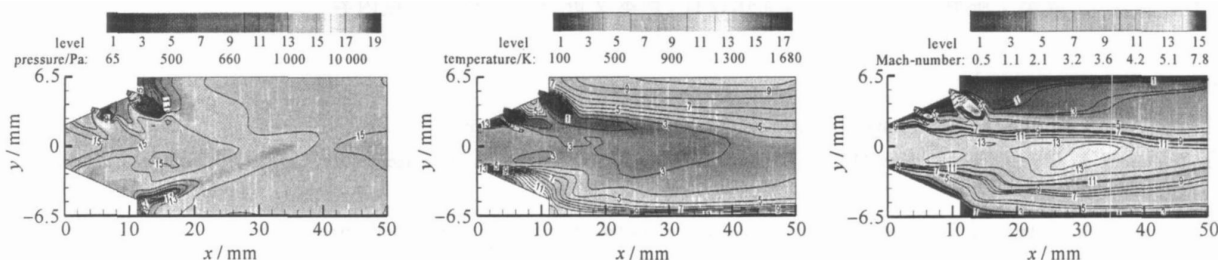 level 1 3 5 7 9 11 13 15 17 19
pressure/Pa: 65 500 660 1 000 10 000
6.5
0
−6.5
y / mm
0 10 20 30 40 50
x / mm
level 1 3 5 7 9 11 13 15 17
temperature/K: 100 500 900 1 300 1 680
6.5
0
−6.5
y / mm
0 10 20 30 40 50
x / mm
level 1 3 5 7 9 11 13 15
Mach-number: 0.5 1.1 2.1 3.2 3.6 4.2 5.1 7.8
6.5
0
−6.5
y / mm
0 10 20 30 40 50
x / mm